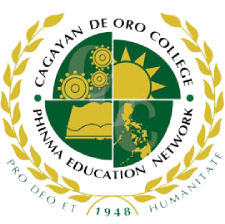 CAGAYAN DE ORO COLLEGE
PHINMA EDUCATION NETWORK
PRO DEO ET HUMANITATE
1948